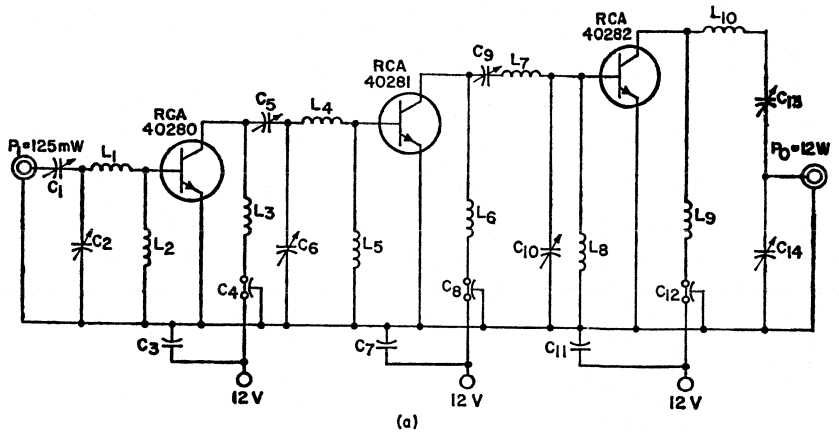 RCA
40282
L10
C9
L7
RCA
40281
C13
C5
L4
RCA
40280
Pi=125mW
L1
Po=12W
C1
L3
L6
L9
C2
L2
C6
L5
C10
L8
C14
C4
C8
C12
C3
C7
C11
12V
12V
12V
(a)